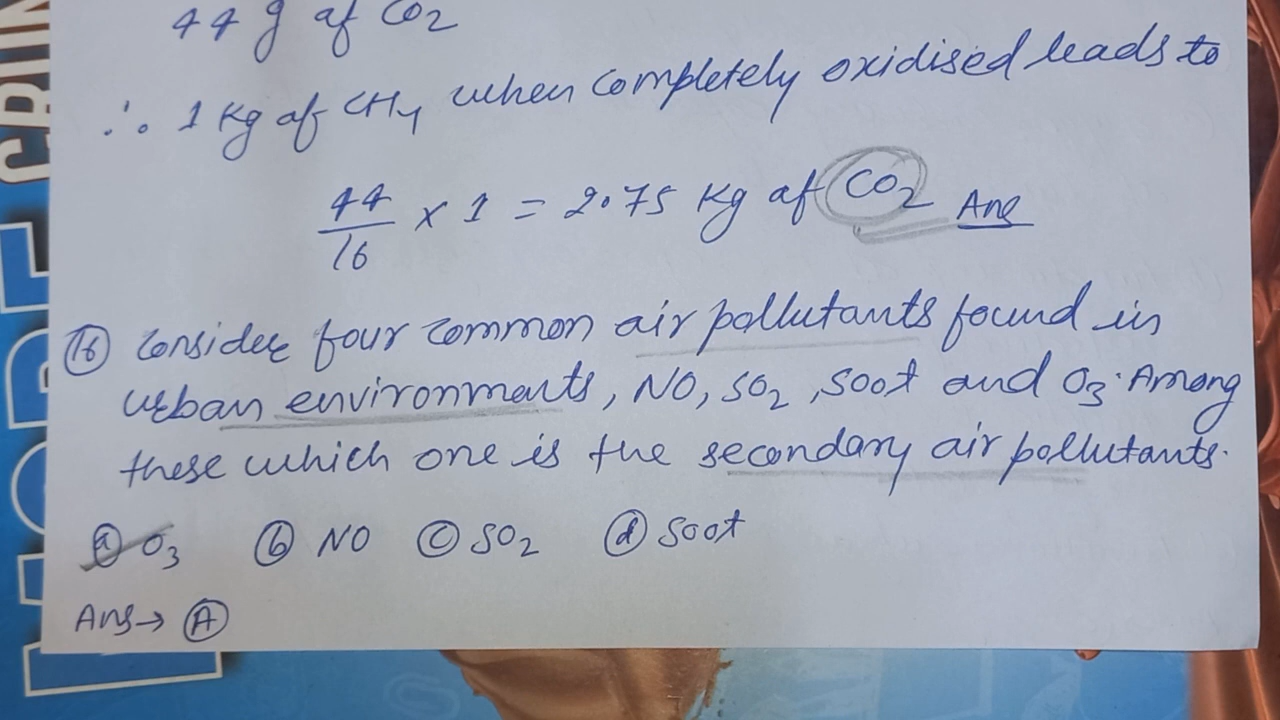 44 g of CO2
∴ 1 Kg of CH4 when completely oxidised leads to
44/16 × 1 = 2.75 Kg of CO2 Ans
16 Consider four common air pollutants found in
urban environments, NO, SO2, Soot and O3. Among
these which one is the secondary air pollutants.
a O3 b NO c SO2 d Soot
Ans→ A